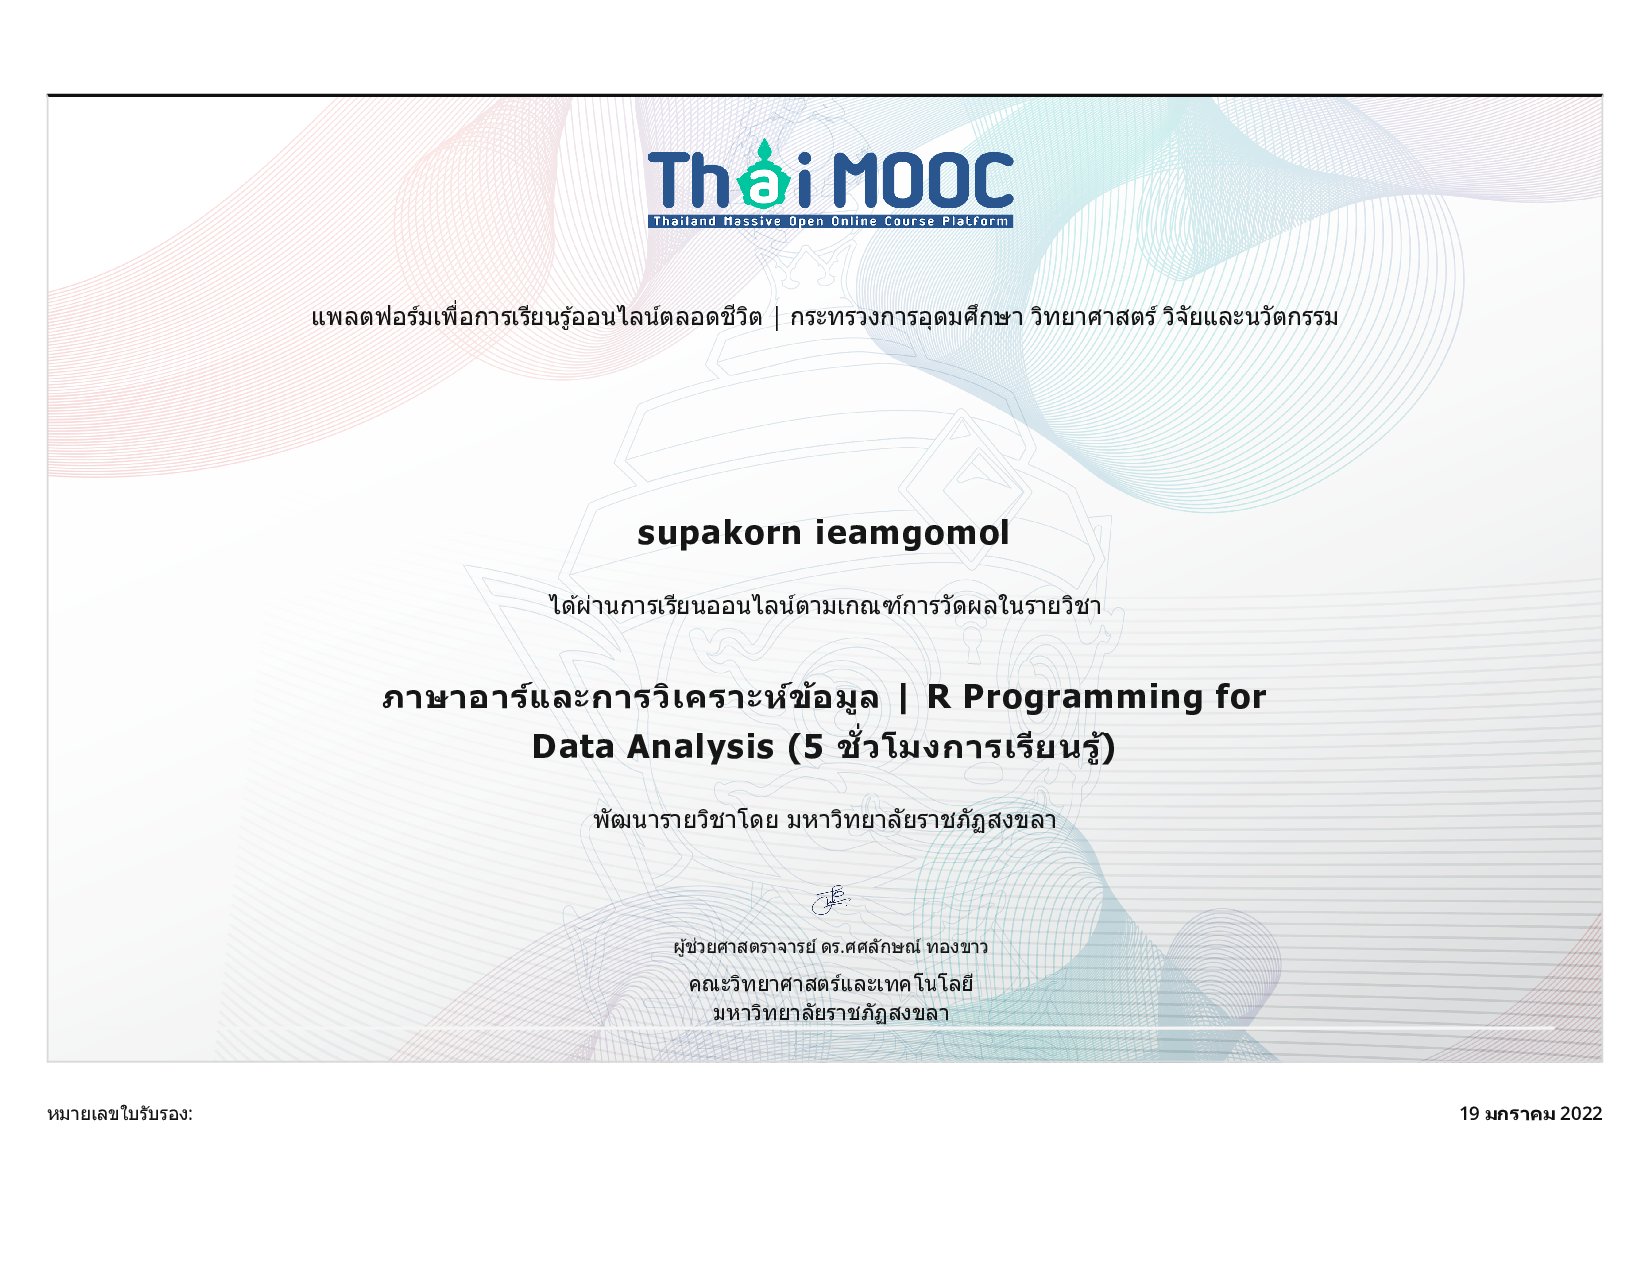 Thai MOOC
Thailand Massive Open Online Course Platform
แพลตฟอร์มเพื่อการเรียนรู้ออนไลน์ตลอดชีวิต | กระทรวงการอุดมศึกษา วิทยาศาสตร์ วิจัยและนวัตกรรม
supakorn ieamgomol
ได้ผ่านการเรียนออนไลน์ตามเกณฑ์การวัดผลในรายวิชา
ภาษาอาร์และการวิเคราะห์ข้อมูล | R Programming for
Data Analysis (5 ชั่วโมงการเรียนรู้)
พัฒนารายวิชาโดย มหาวิทยาลัยราชภัฏสงขลา
ผู้ช่วยศาสตราจารย์ ดร.ศศลักษณ์ ทองขาว
คณะวิทยาศาสตร์และเทคโนโลยี
มหาวิทยาลัยราชภัฏสงขลา
หมายเลขใบรับรอง:
19 มกราคม 2022